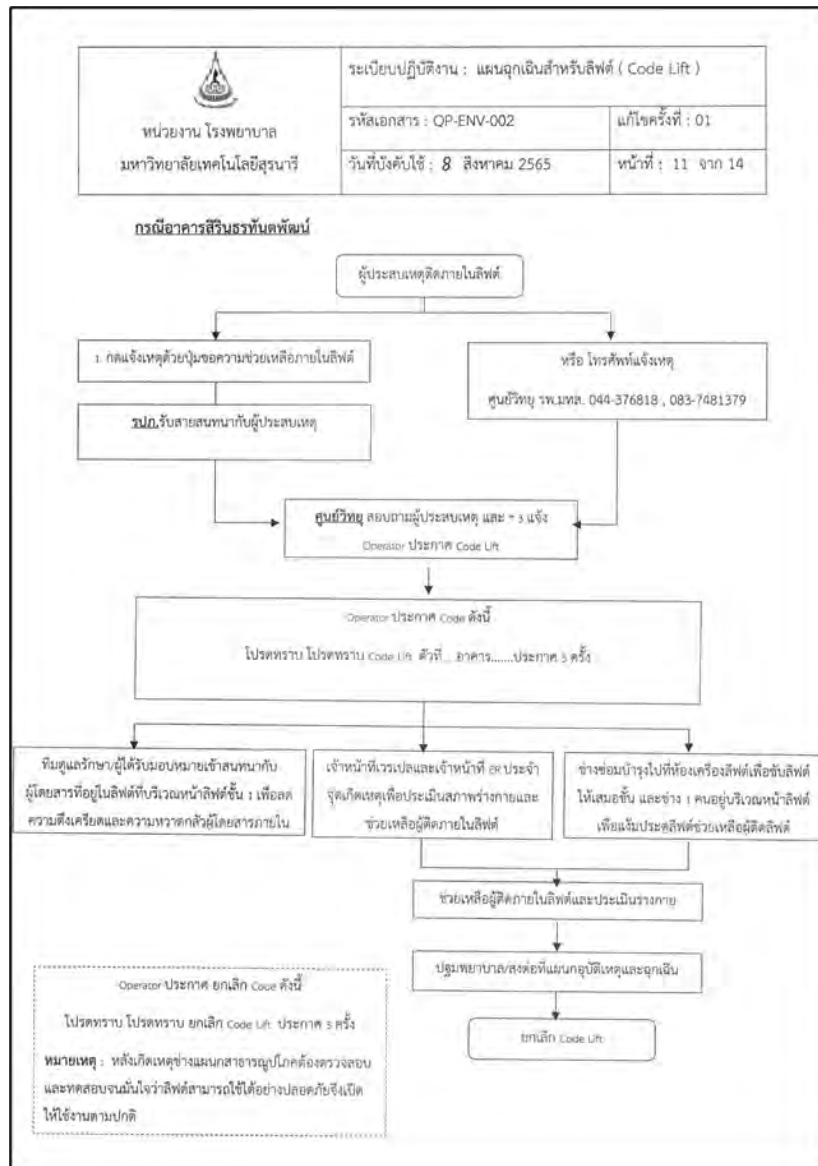 หน่วยงาน โรงพยาบาล
มหาวิทยาลัยเทคโนโลยีสุรนารี
ระเบียบปฏิบัติงาน : แผนฉุกเฉินสำหรับลิฟต์ ( Code Lift )
รหัสเอกสาร : QP-ENV-002
แก้ไขครั้งที่ : 01
วันที่บังคับใช้ : 8 สิงหาคม 2565
หน้าที่ : 11 จาก 14
กรณีอาคารสิรินธรทันตพัฒน์
ผู้ประสบเหตุติดภายในลิฟต์
1. กดแจ้งเหตุด้วยปุ่มขอความช่วยเหลือภายในลิฟต์
รปภ.รับสายสนทนากับผู้ประสบเหตุ
หรือ โทรศัพท์แจ้งเหตุ
ศูนย์วิทยุ รพ.มทส. 044-376818 , 083-7481379
ศูนย์วิทยุ สอบถามผู้ประสบเหตุ และ * 3 แจ้ง
Operator ประกาศ Code Lift
Operator ประกาศ Code ดังนี้
โปรดทราบ โปรดทราบ Code Lift ตัวที่... อาคาร.......ประกาศ 3 ครั้ง
ทีมดูแลรักษา/ผู้ได้รับมอบหมายเข้าสนทนากับ
ผู้โดยสารที่อยู่ในลิฟต์ที่บริเวณหน้าลิฟต์ชั้น 1 เพื่อลด
ความตึงเครียดและความหวาดกลัวผู้โดยสารภายใน
เจ้าหน้าที่เวรเปลและเจ้าหน้าที่ ER ประจำ
จุดเกิดเหตุเพื่อประเมินสภาพร่างกายและ
ช่วยเหลือผู้ติดภายในลิฟต์
ช่างซ่อมบำรุงไปที่ห้องเครื่องลิฟต์เพื่อขับลิฟต์
ให้เสมอชั้น และช่าง 1 คนอยู่บริเวณหน้าลิฟต์
เพื่อแง้มประตูลิฟต์ช่วยเหลือผู้ติดลิฟต์
ช่วยเหลือผู้ติดภายในลิฟต์และประเมินร่างกาย
ปฐมพยาบาล/ส่งต่อที่แผนกอุบัติเหตุและฉุกเฉิน
ยกเลิก Code Lift
Operator ประกาศ ยกเลิก Code ดังนี้
โปรดทราบ โปรดทราบ ยกเลิก Code Lift ประกาศ 3 ครั้ง
หมายเหตุ : หลังเกิดเหตุช่างแผนกสาธารณูปโภคต้องตรวจสอบ
และทดสอบจนมั่นใจว่าลิฟต์สามารถใช้ได้อย่างปลอดภัยจึงเปิด
ให้ใช้งานตามปกติ